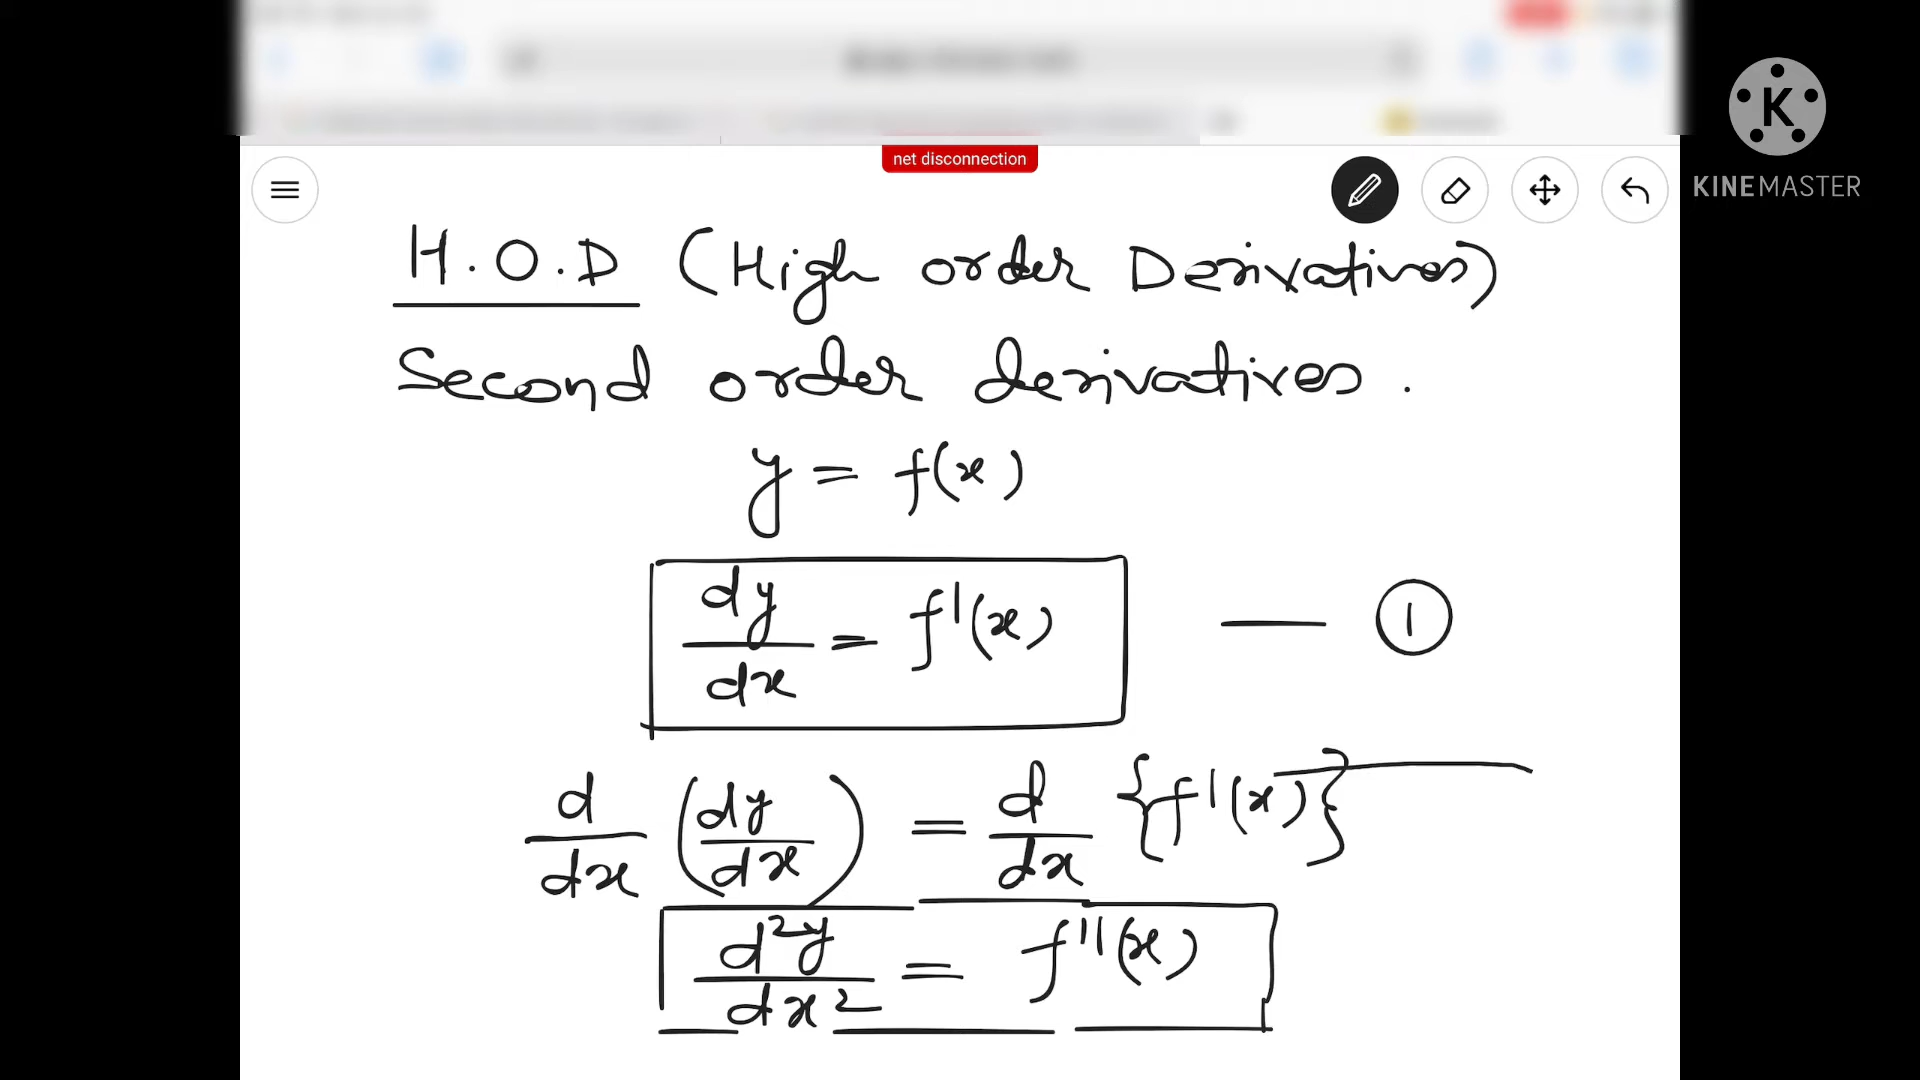 net disconnection
K
KINEMASTER
H.O.D (High order Derivatives)
Second order derivatives.
y = f(x)
dy/dx = f'(x) — ①
d/dx (dy/dx) = d/dx {f'(x)}
d²y/dx² = f''(x)